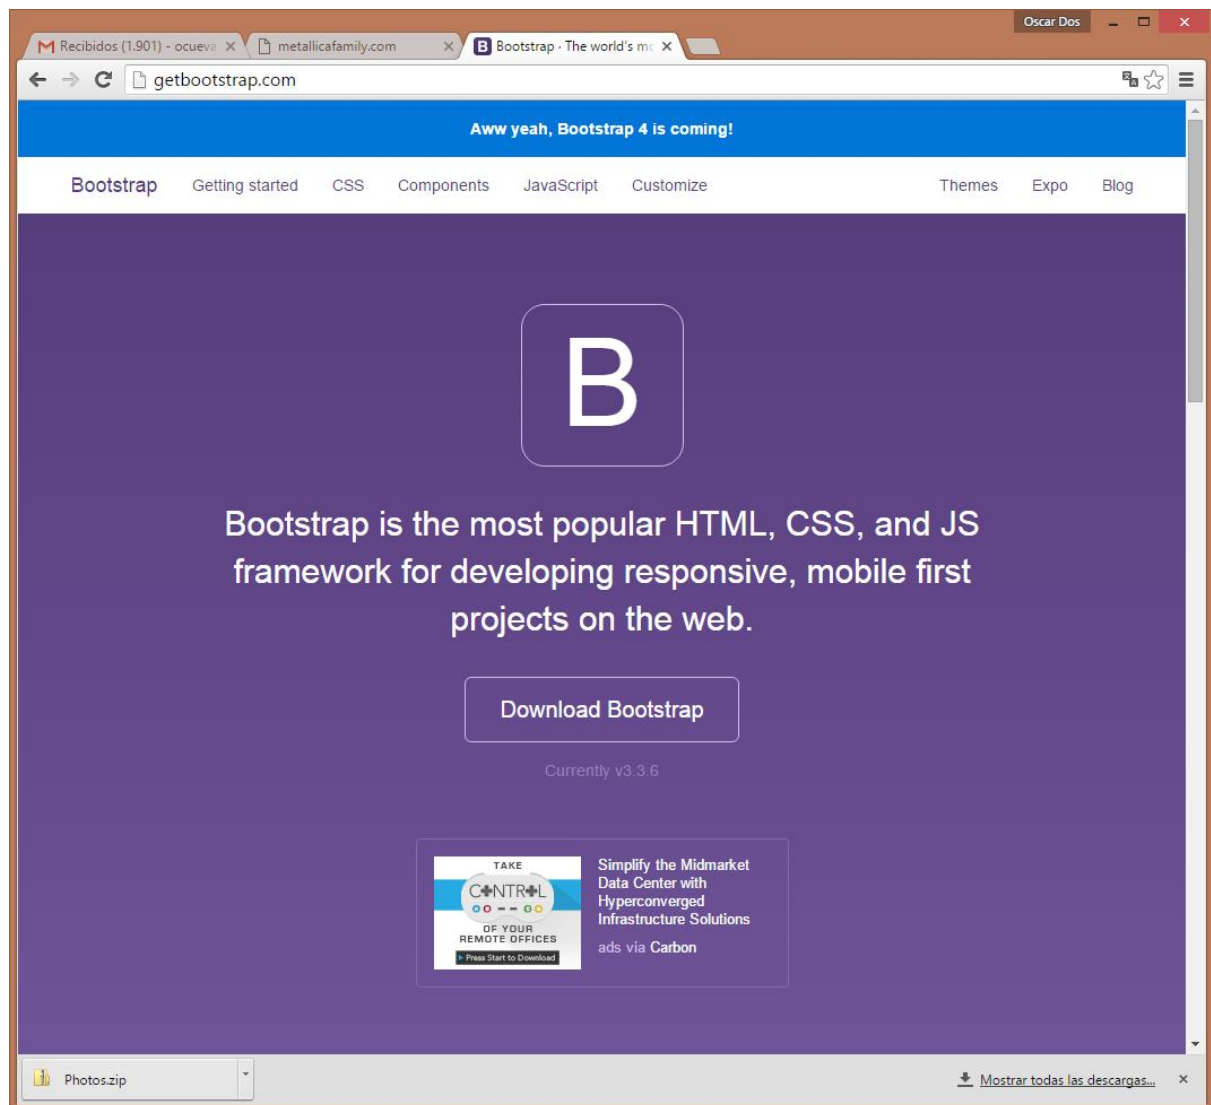 Oscar Dos
Recibidos (1.901) - ocueva
metallicafamily.com
Bootstrap · The world's mo
getbootstrap.com
Aww yeah, Bootstrap 4 is coming!
Bootstrap Getting started CSS Components JavaScript Customize Themes Expo Blog
B
Bootstrap is the most popular HTML, CSS, and JS
framework for developing responsive, mobile first
projects on the web.
Download Bootstrap
Currently v3.3.6
TAKE
CONTROL
OF YOUR
REMOTE OFFICES
Press Start to Download
Simplify the Midmarket
Data Center with
Hyperconverged
Infrastructure Solutions
ads via Carbon
Photos.zip
Mostrar todas las descargas...